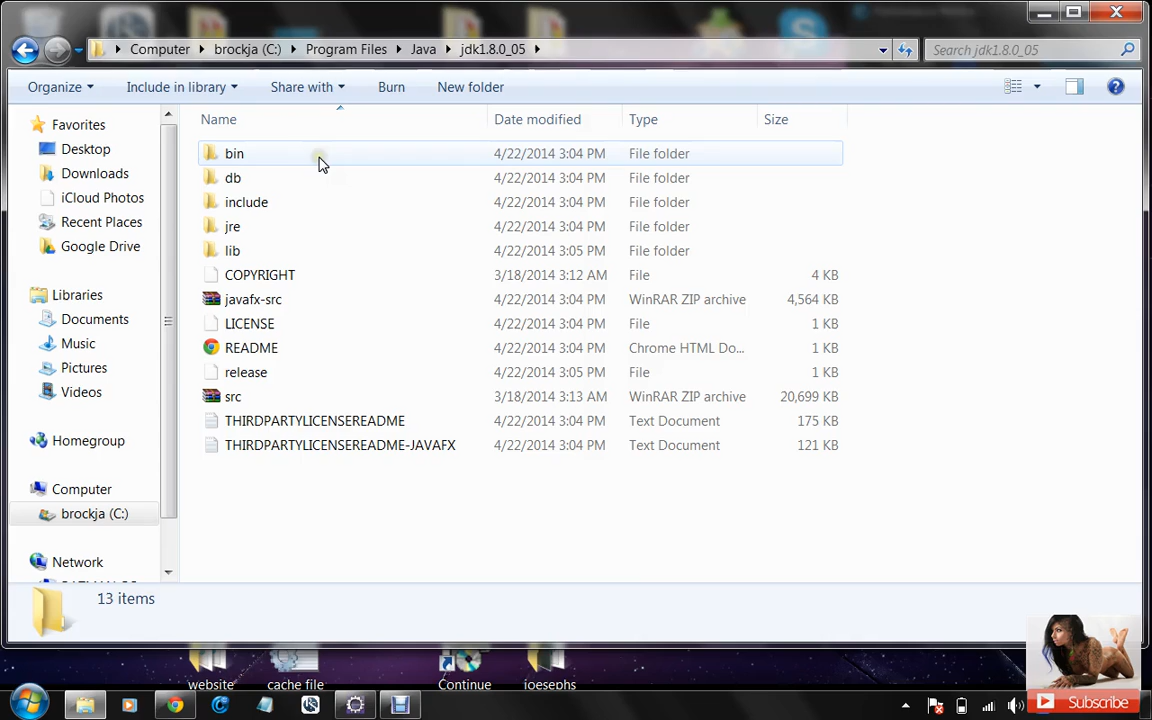 Computer brockja (C:) Program Files Java jdk1.8.0_05
Search jdk1.8.0_05
Organize Include in library Share with Burn New folder
Name Date modified Type Size
Favorites
Desktop
Downloads
iCloud Photos
Recent Places
Google Drive
Libraries
Documents
Music
Pictures
Videos
Homegroup
Computer
brockja (C:)
Network
bin 4/22/2014 3:04 PM File folder
db 4/22/2014 3:04 PM File folder
include 4/22/2014 3:04 PM File folder
jre 4/22/2014 3:04 PM File folder
lib 4/22/2014 3:05 PM File folder
COPYRIGHT 3/18/2014 3:12 AM File 4 KB
javafx-src 4/22/2014 3:04 PM WinRAR ZIP archive 4,564 KB
LICENSE 4/22/2014 3:04 PM File 1 KB
README 4/22/2014 3:04 PM Chrome HTML Do... 1 KB
release 4/22/2014 3:05 PM File 1 KB
src 3/18/2014 3:13 AM WinRAR ZIP archive 20,699 KB
THIRDPARTYLICENSEREADME 4/22/2014 3:04 PM Text Document 175 KB
THIRDPARTYLICENSEREADME-JAVAFX 4/22/2014 3:04 PM Text Document 121 KB
13 items
website cache file Continue joesephs
Subscribe